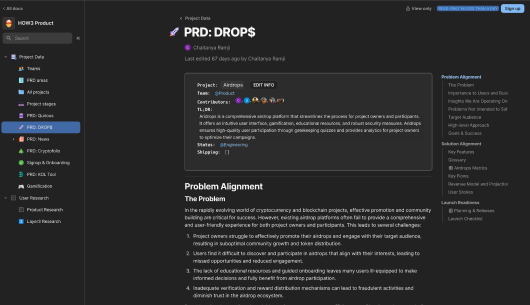 All docs
HOW3 Product
Search
Project Data
Teams
PRD areas
All projects
Project stages
PRD: Quicos
PRD: DROP$
PRD: News
PRD: Cryptofolio
Signup & Onboarding
PRD: KOL Tool
Gamification
User Research
Product Research
Layer3 Research
View only
Sign up
Project Data
PRD: DROP$
Chaitanya Ranji
Last edited 67 days ago by Chaitanya Ranji
Project: Airdrops EDIT INFO
Team: @Product
Contributors:
TL;DR:
Airdrops is a comprehensive airdrop platform that streamlines the process for project owners and participants.
It offers an intuitive user interface, gamification, educational resources, and robust security measures. Airdrops
ensures high-quality user participation through gatekeeping quizzes and provides analytics for project owners
to optimize their campaigns.
Status: @Engineering
Shipping: []
Problem Alignment
The Problem
In the rapidly evolving world of cryptocurrency and blockchain projects, effective promotion and community
building are critical for success. However, existing airdrop platforms often fail to provide a comprehensive
and user-friendly experience for both project owners and participants. This leads to several challenges:
1. Project owners struggle to effectively promote their airdrops and engage with their target audience,
resulting in suboptimal community growth and token distribution.
2. Users find it difficult to discover and participate in airdrops that align with their interests, leading to
missed opportunities and reduced engagement.
3. The lack of educational resources and guided onboarding leaves many users ill-equipped to make
informed decisions and fully benefit from airdrop participation.
4. Inadequate verification and reward distribution mechanisms can lead to fraudulent activities and
diminish trust in the airdrop ecosystem.
Problem Alignment
The Problem
Importance to Users and Busi
Insights We Are Operating On
Problems Not Intended to Sol
Target Audience
High-level Approach
Goals & Success
Solution Alignment
Key Features
Glossary
Airdrops Metrics
Key Flows
Revenue Model and Projectio
User Stories
Launch Readiness
Planning & Releases
Launch Checklist